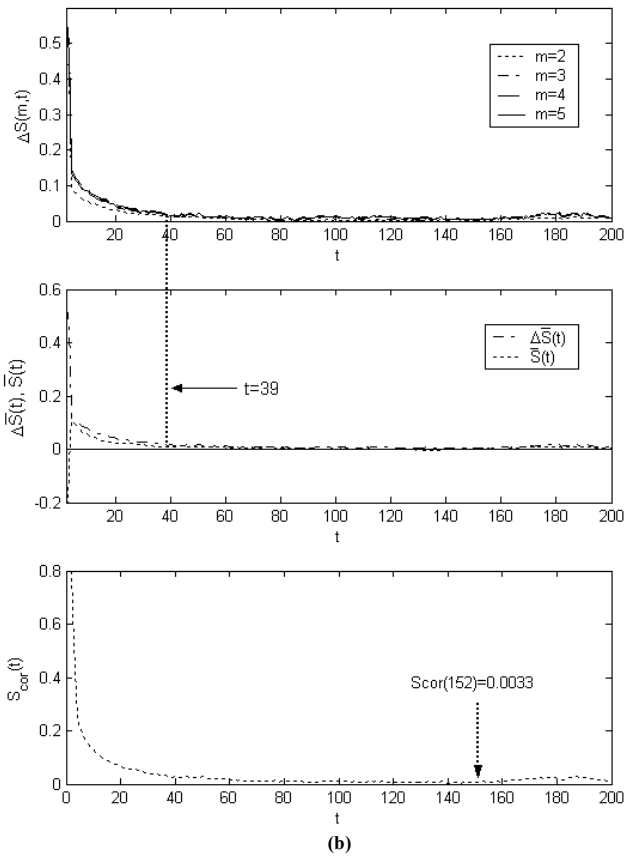 0.5
0.4
0.3
0.2
0.1
0
ΔS(m,t)
m=2
m=3
m=4
m=5
20 40 60 80 100 120 140 160 180 200
t
0.6
0.4
0.2
0
-0.2
ΔS̅(t), S̅(t)
ΔS̅(t)
S̅(t)
t=39
20 40 60 80 100 120 140 160 180 200
t
0.8
0.6
0.4
0.2
0
S_cor(t)
Scor(152)=0.0033
0 20 40 60 80 100 120 140 160 180 200
t
(b)